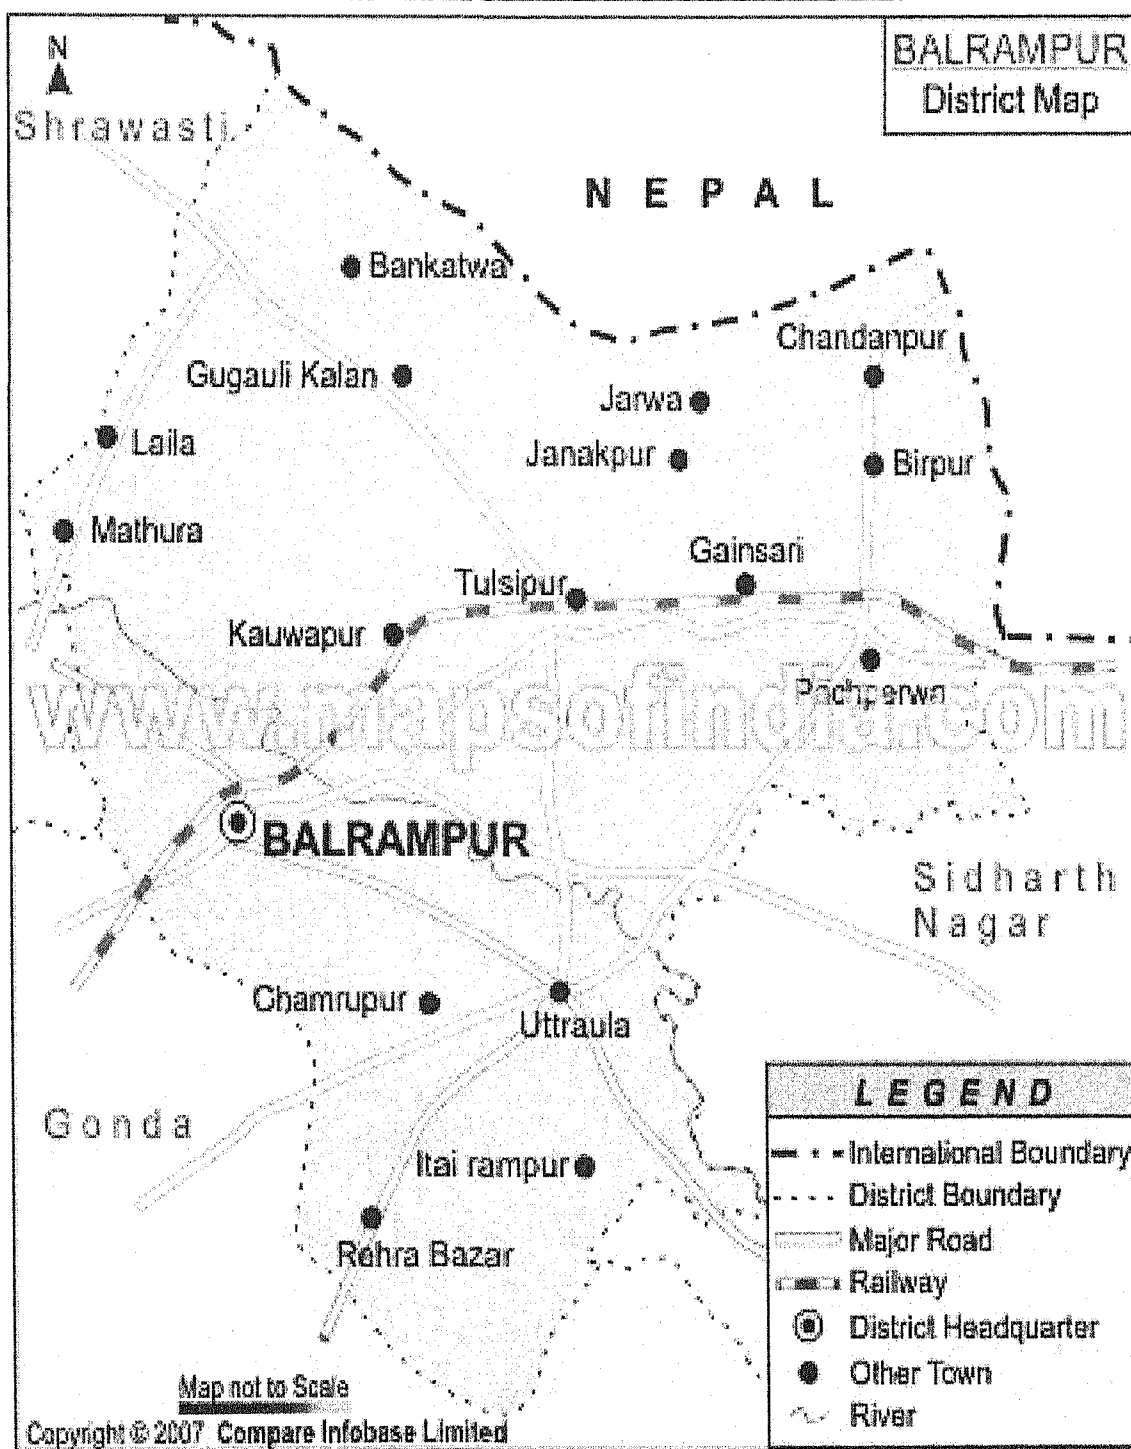 BALRAMPUR
District Map
N
Shrawasti
NEPAL
Bankatwa
Chandanpur
Gugauli Kalan
Jarwa
Laila
Janakpur
Birpur
Mathura
Gainsari
Tulsipur
Kauwapur
Pachperwa
www.mapsofindia.com
BALRAMPUR
Sidharth
Nagar
Chamrupur
Uttraula
Gonda
Itai rampur
Rehra Bazar
LEGEND
International Boundary
District Boundary
Major Road
Railway
District Headquarter
Other Town
River
Map not to Scale
Copyright © 2007 Compare Infobase Limited